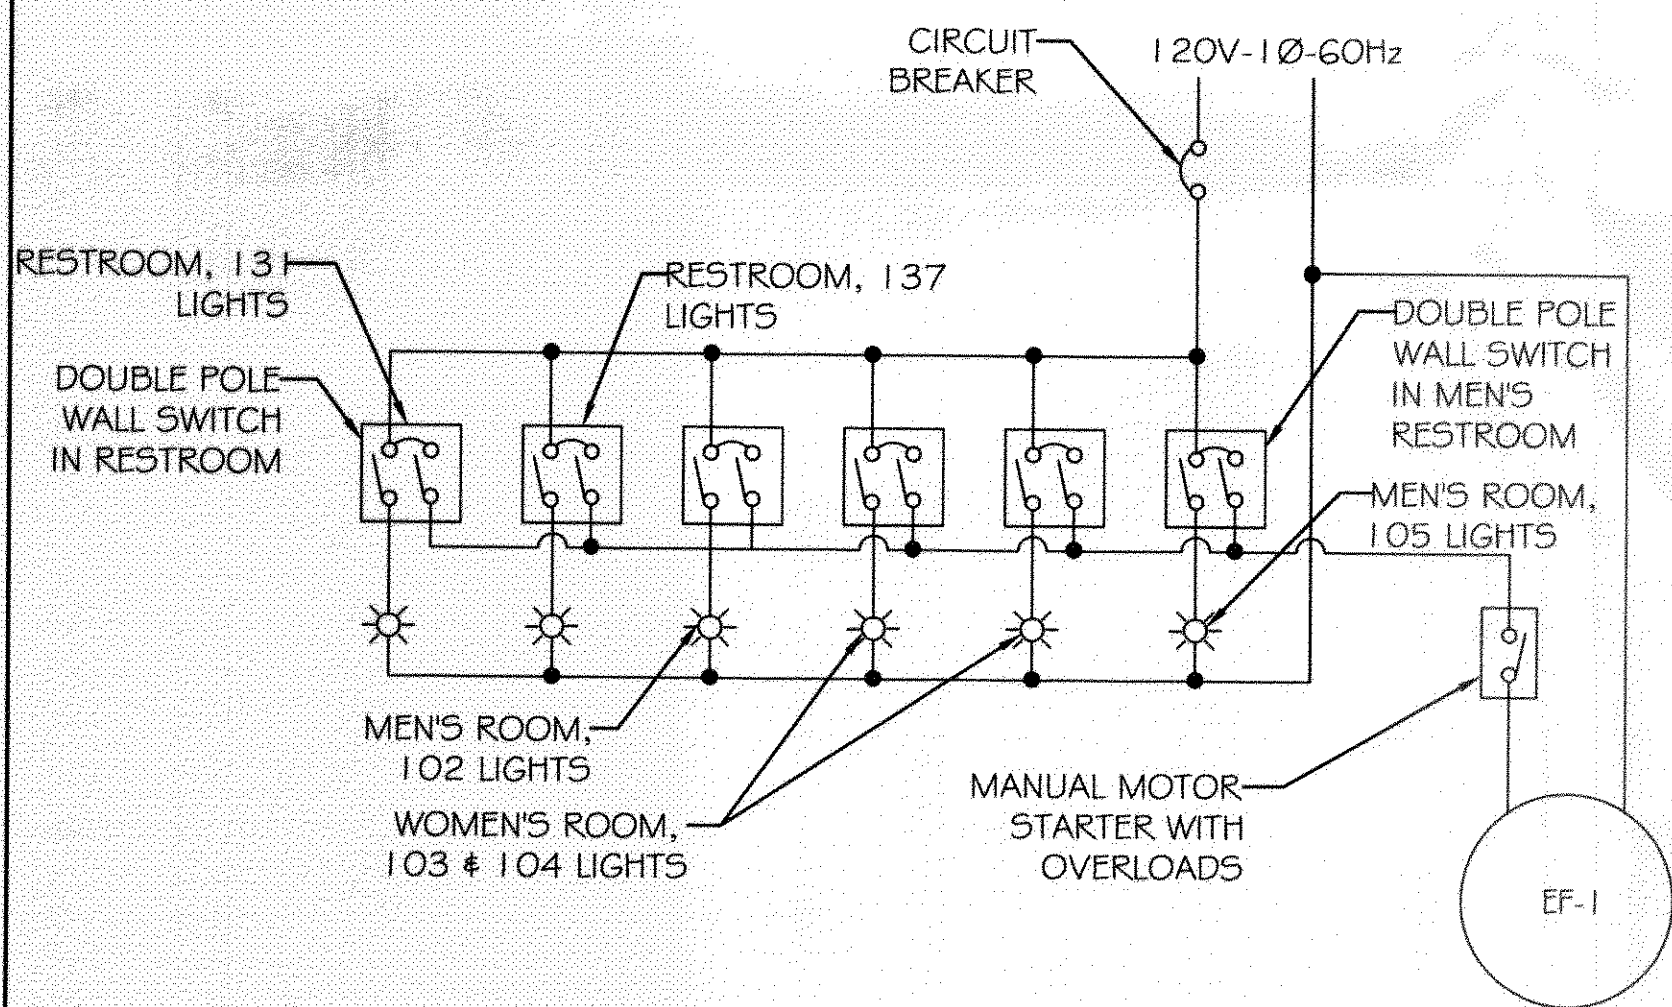 CIRCUIT
BREAKER
120V-1Ø-60Hz
RESTROOM, 131
LIGHTS
RESTROOM, 137
LIGHTS
DOUBLE POLE
WALL SWITCH
IN MEN'S
RESTROOM
DOUBLE POLE
WALL SWITCH
IN RESTROOM
MEN'S ROOM,
105 LIGHTS
MEN'S ROOM,
102 LIGHTS
WOMEN'S ROOM,
103 & 104 LIGHTS
MANUAL MOTOR
STARTER WITH
OVERLOADS
EF-1